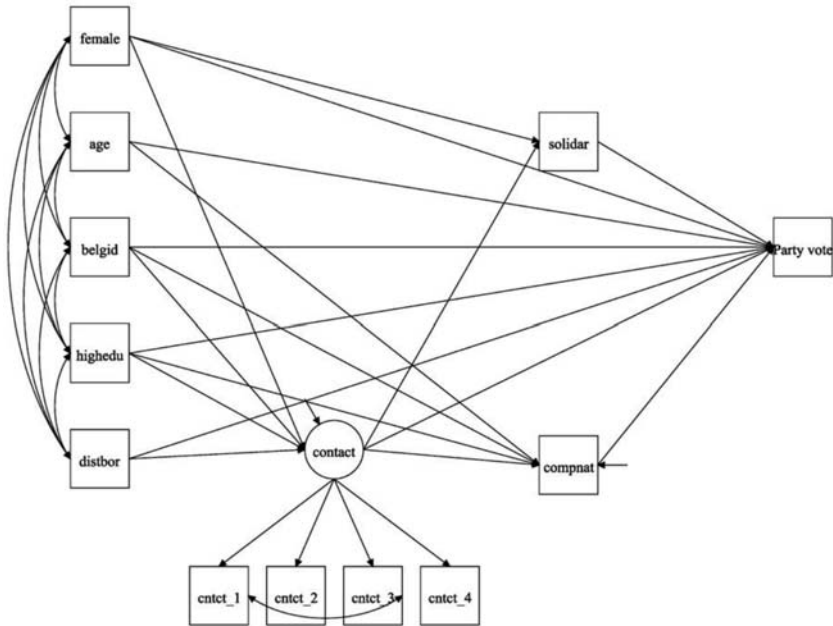 female
age
solidar
belgid
Party vote
highedu
distbor
contact
compnat
cntct_1
cntct_2
cntct_3
cntct_4